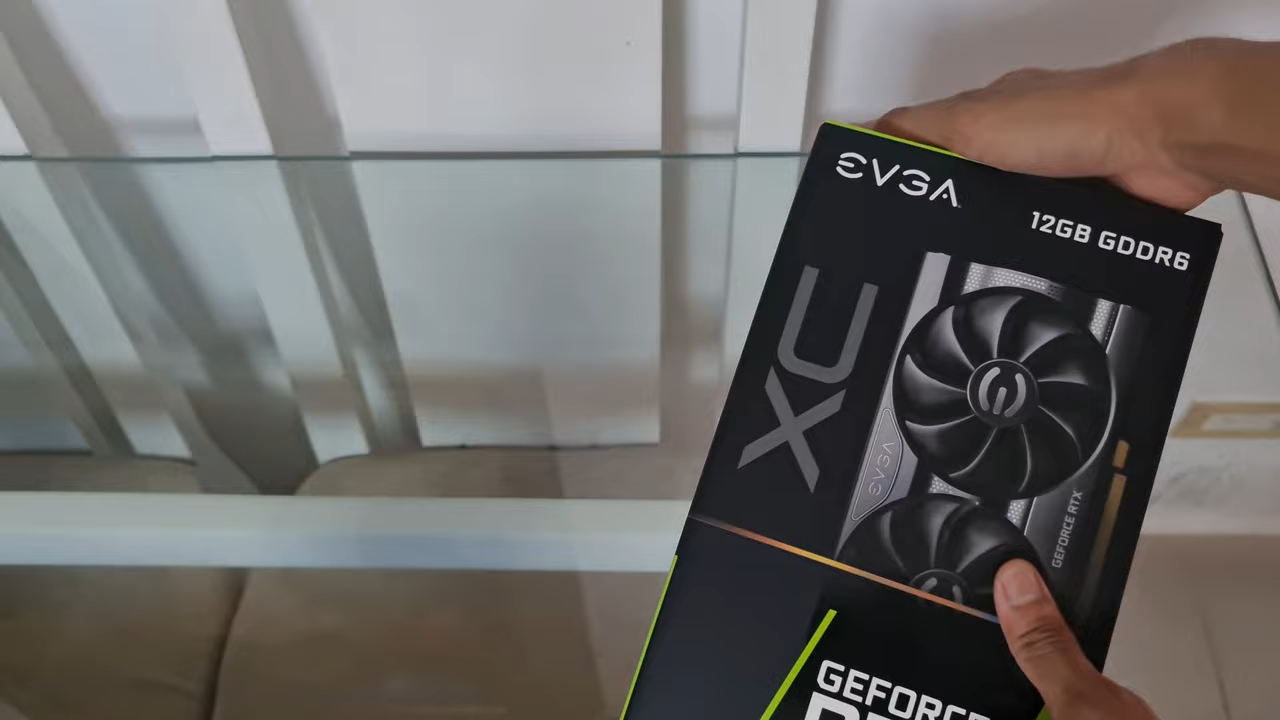 EVGA
12GB GDDR6
XC
EVGA
GEFORCE RTX
GEFORCE